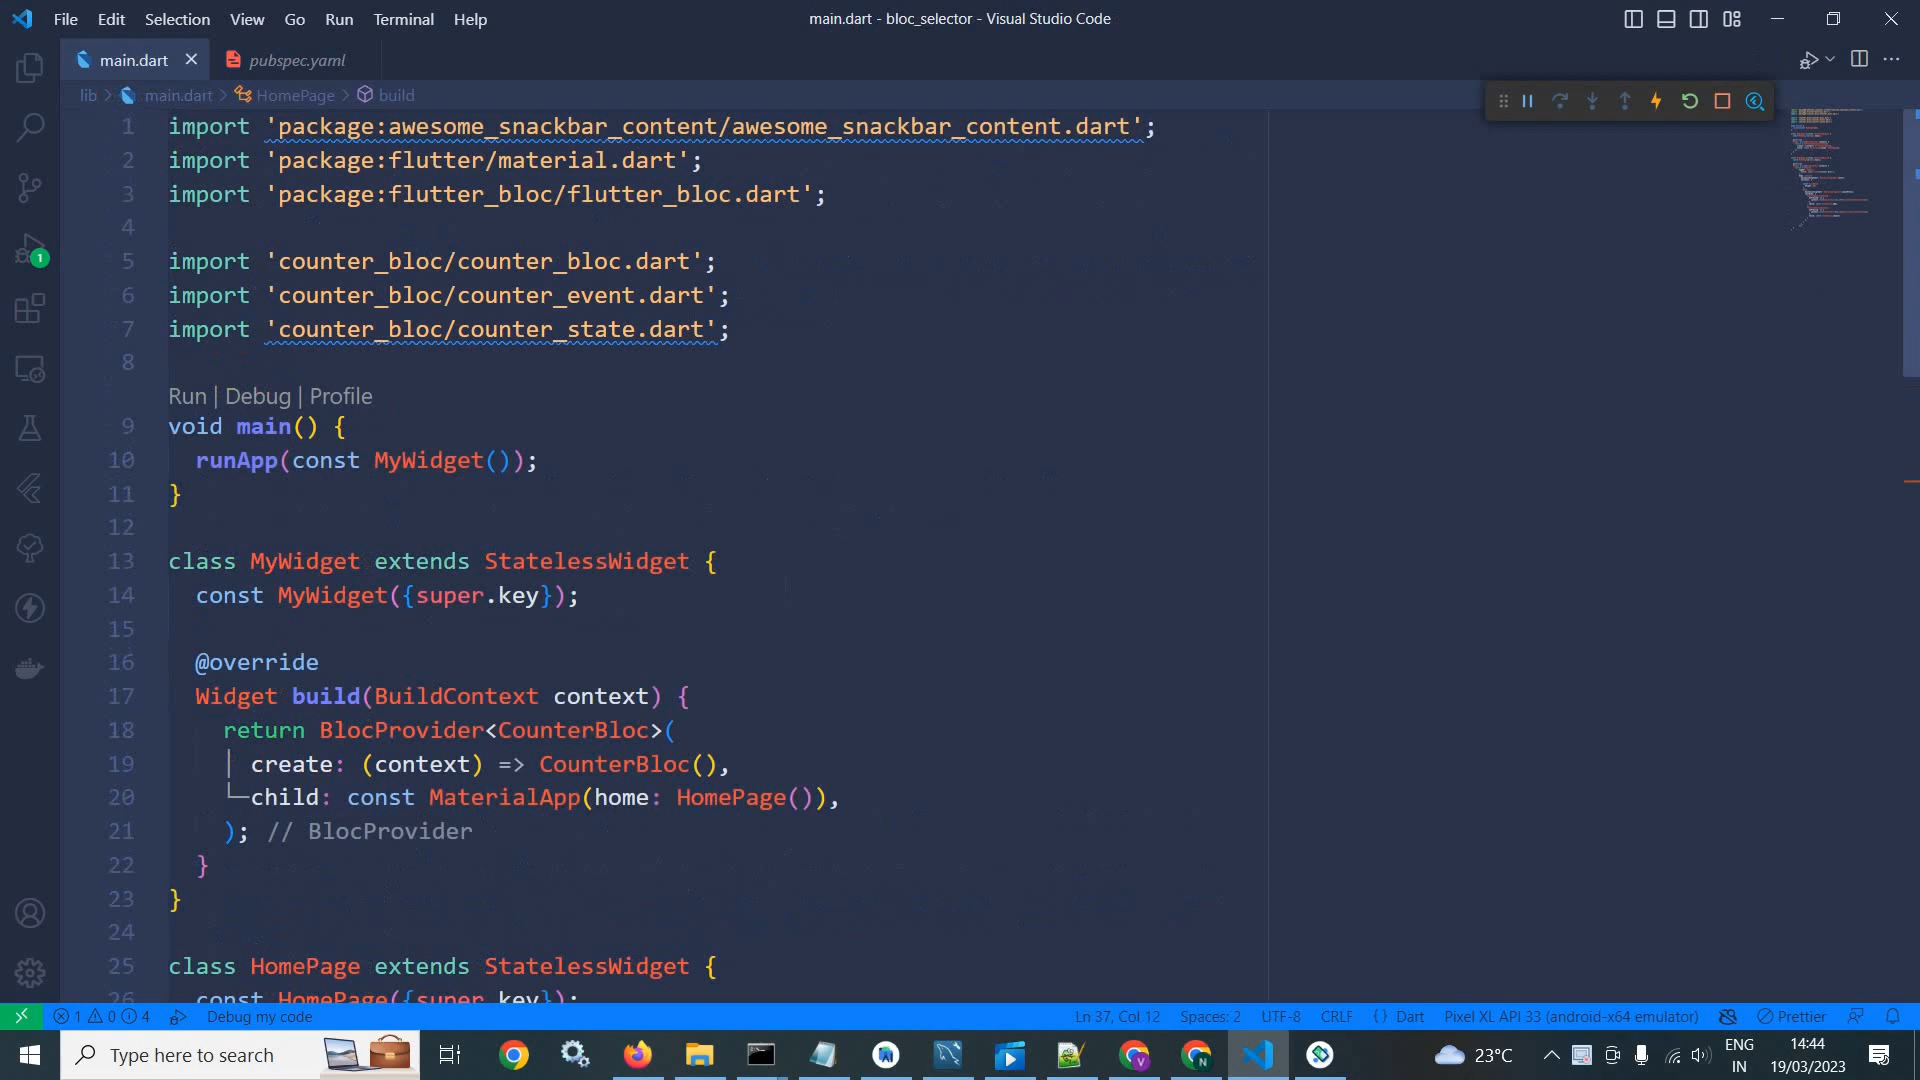 File Edit Selection View Go Run Terminal Help
main.dart - bloc_selector - Visual Studio Code
main.dart
pubspec.yaml
lib > main.dart > HomePage > build
1 import 'package:awesome_snackbar_content/awesome_snackbar_content.dart';
2 import 'package:flutter/material.dart';
3 import 'package:flutter_bloc/flutter_bloc.dart';
4
5 import 'counter_bloc/counter_bloc.dart';
6 import 'counter_bloc/counter_event.dart';
7 import 'counter_bloc/counter_state.dart';
8
Run | Debug | Profile
9 void main() {
10 runApp(const MyWidget());
11 }
12
13 class MyWidget extends StatelessWidget {
14 const MyWidget({super.key});
15
16 @override
17 Widget build(BuildContext context) {
18 return BlocProvider<CounterBloc>(
19 create: (context) => CounterBloc(),
20 child: const MaterialApp(home: HomePage()),
21 ); // BlocProvider
22 }
23 }
24
25 class HomePage extends StatelessWidget {
26 const HomePage({super.key});
1
1 0 4 Debug my code
Ln 37, Col 12 Spaces: 2 UTF-8 CRLF {} Dart Pixel XL API 33 (android-x64 emulator) Prettier
Type here to search
V
N
23°C
ENG
IN
14:44
19/03/2023